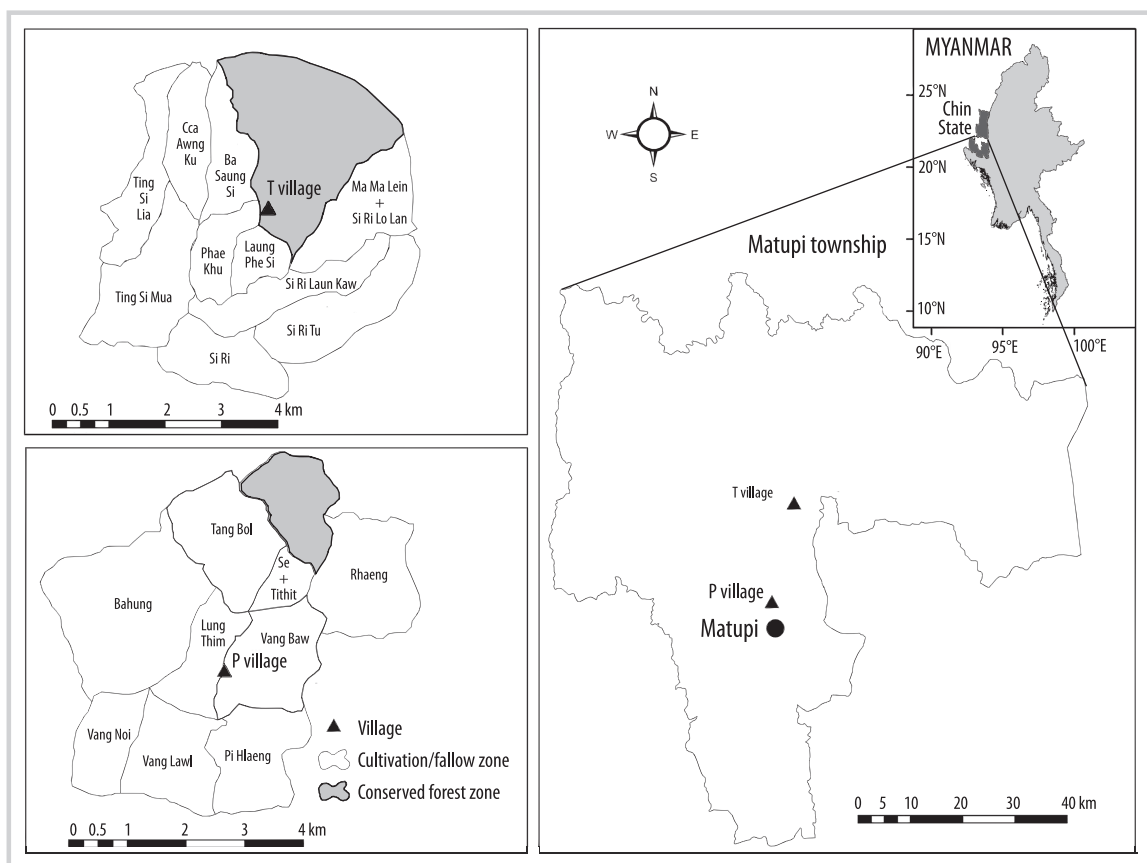 Cca
Awng
Ku
Ba
Saung
Si
Ting
Si
Lia
T village
Ma Ma Lein
+
Si Ri Lo Lan
Phae
Khu
Laung
Phe Si
Si Ri Laun Kaw
Ting Si Mua
Si Ri Tu
Si Ri
0 0.5 1 2 3 4 km
Tang Bol
Se
+
Tithit
Rhaeng
Bahung
Lung
Thim
Vang Baw
P village
Vang Noi
Vang Lawl
Pi Hlaeng
Village
Cultivation/fallow zone
Conserved forest zone
0 0.5 1 2 3 4 km
N
W E
S
MYANMAR
25°N
Chin
State
20°N
15°N
10°N
90°E 95°E 100°E
Matupi township
T village
P village
Matupi
0 5 10 20 30 40 km